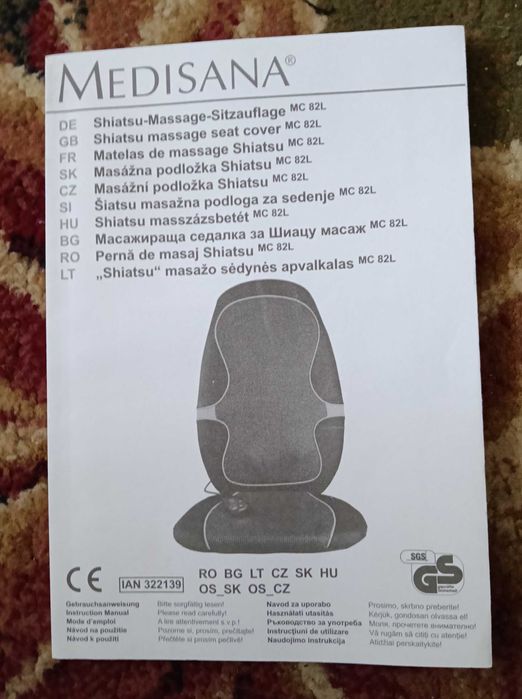 MEDISANA®
DE Shiatsu-Massage-Sitzauflage MC 82L
GB Shiatsu massage seat cover MC 82L
FR Matelas de massage Shiatsu MC 82L
SK Masážna podložka Shiatsu MC 82L
CZ Masážní podložka Shiatsu MC 82L
SI Šiatsu masažna podloga za sedenje MC 82L
HU Shiatsu masszázsbetét MC 82L
BG Масажираща седалка за Шиацу масаж MC 82L
RO Pernă de masaj Shiatsu MC 82L
LT „Shiatsu“ masažo sėdynės apvalkalas MC 82L
CE IAN 322139 RO BG LT CZ SK HU
OS_SK OS_CZ
SGS
GS
geprüfte Sicherheit
Gebrauchsanweisung Bitte sorgfältig lesen! Navod za uporabo Prosimo, skrbno preberite!
Instruction Manual Please read carefully! Használati utasítás Kérjük, gondosan olvassa el!
Mode d'emploi A lire attentivement s.v.p.! Ръководство за употреба Моля, прочетете внимателно!
Návod na použitie Pozorne si, prosím, prečítajte! Instrucţiuni de utilizare Vă rugăm să citiţi cu atenţie!
Návod k použití Přečtěte si prosím pečlivě! Naudojimo instrukcija Atidžiai perskaitykite!